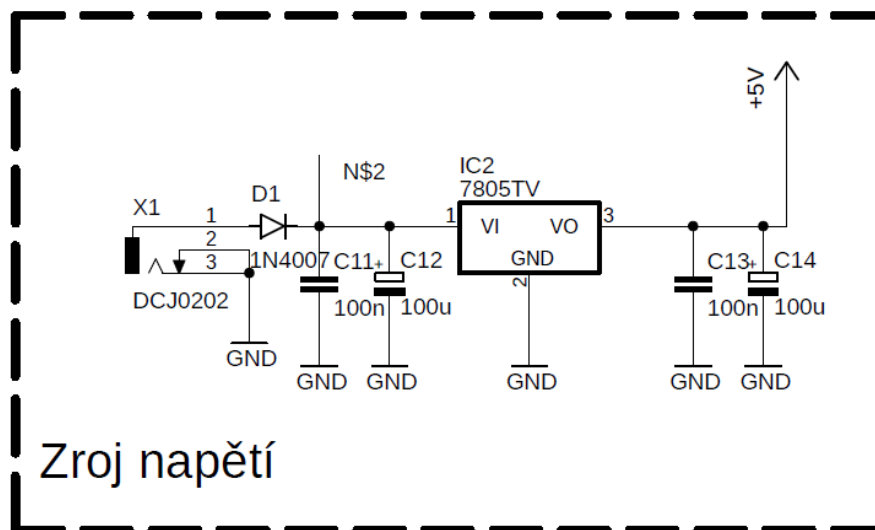 +5V
IC2
7805TV
N$2
D1
X1
1
1
VI
VO
3
2
GND
3
1N4007
C11
+
C12
C13
+
C14
2
DCJ0202
100n
100u
100n
100u
GND
GND
GND
GND
GND
GND
Zroj napětí